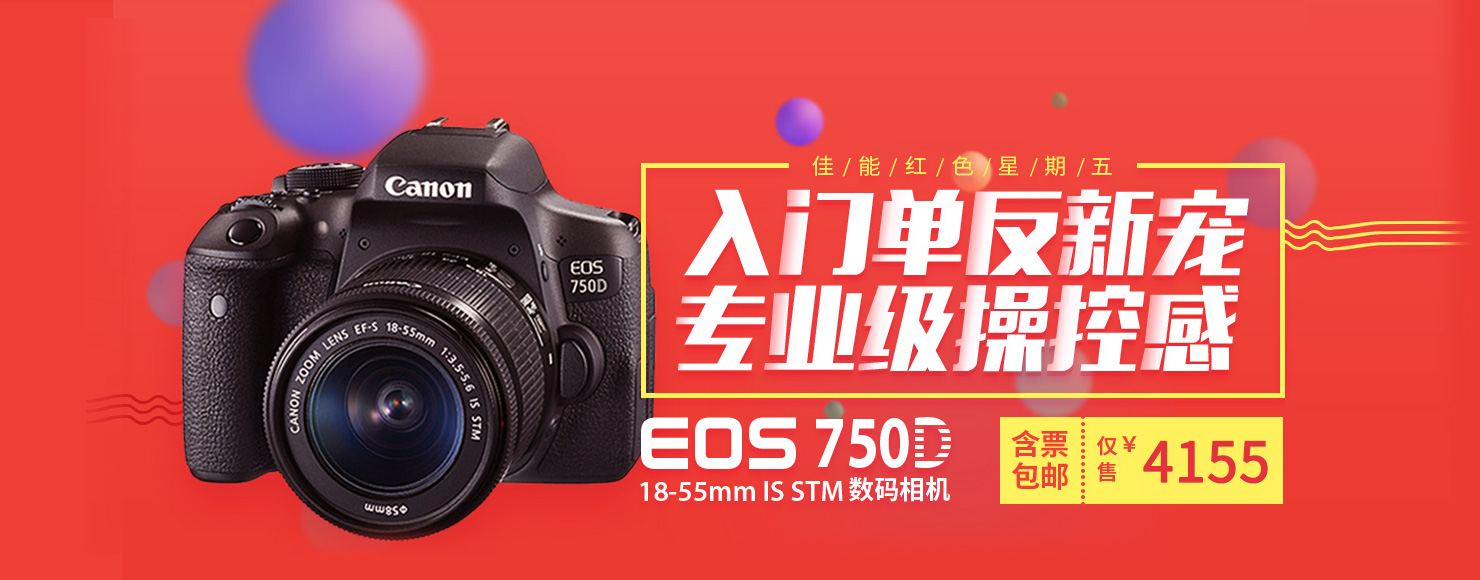 佳/能/红/色/星/期/五
入门单反新宠
专业级操控感
Canon
EOS
750D
CANON ZOOM LENS EF-S 18-55mm 1:3.5-5.6 IS STM
Φ58mm
EOS 750D
18-55mm IS STM 数码相机
含票
包邮
仅售
¥4155